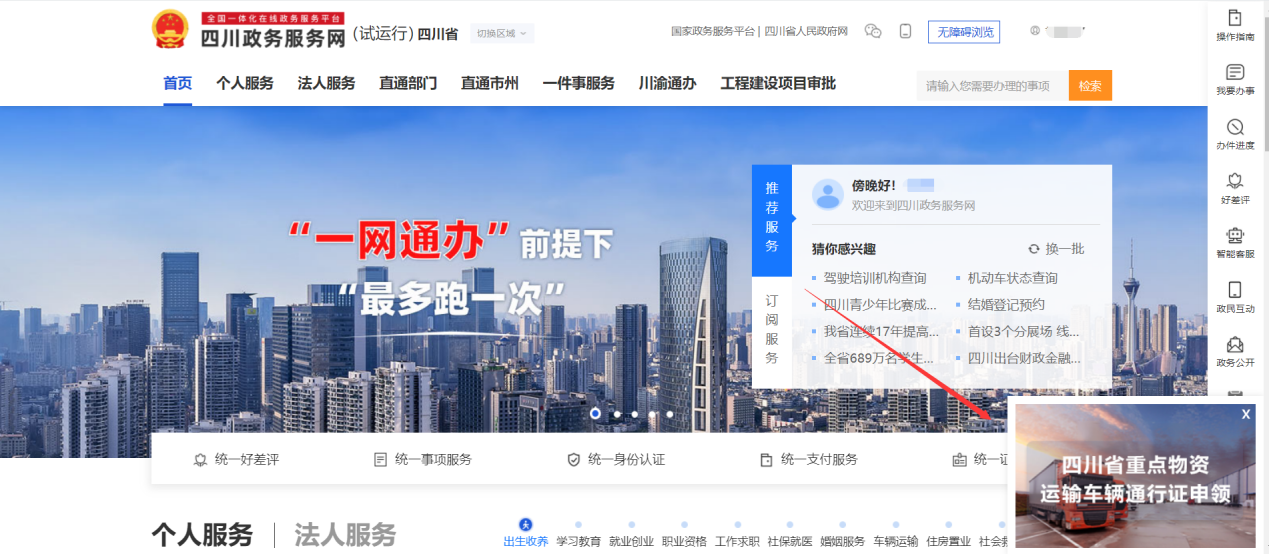 全国一体化在线政务服务平台
四川政务服务网 (试运行) 四川省 切换区域
国家政务服务平台 | 四川省人民政府网 无障碍浏览
首页 个人服务 法人服务 直通部门 直通市州 一件事服务 川渝通办 工程建设项目审批
请输入您需要办理的事项 检索
操作指南
我要办事
办件进度
好差评
智能客服
政民互动
政务公开
“一网通办”前提下
“最多跑一次”
推荐服务
订阅服务
傍晚好!
欢迎来到四川政务服务网
猜你感兴趣 换一批
驾驶培训机构查询 机动车状态查询
四川青少年比赛成... 结婚登记预约
我省连续17年提高... 首设3个分展场 线...
全省689万名学生... 四川出台财政金融...
X
四川省重点物资
运输车辆通行证申领
统一好差评 统一事项服务 统一身份认证 统一支付服务 统一证
个人服务 | 法人服务
出生收养 学习教育 就业创业 职业资格 工作求职 社保就医 婚姻服务 车辆运输 住房置业 社会